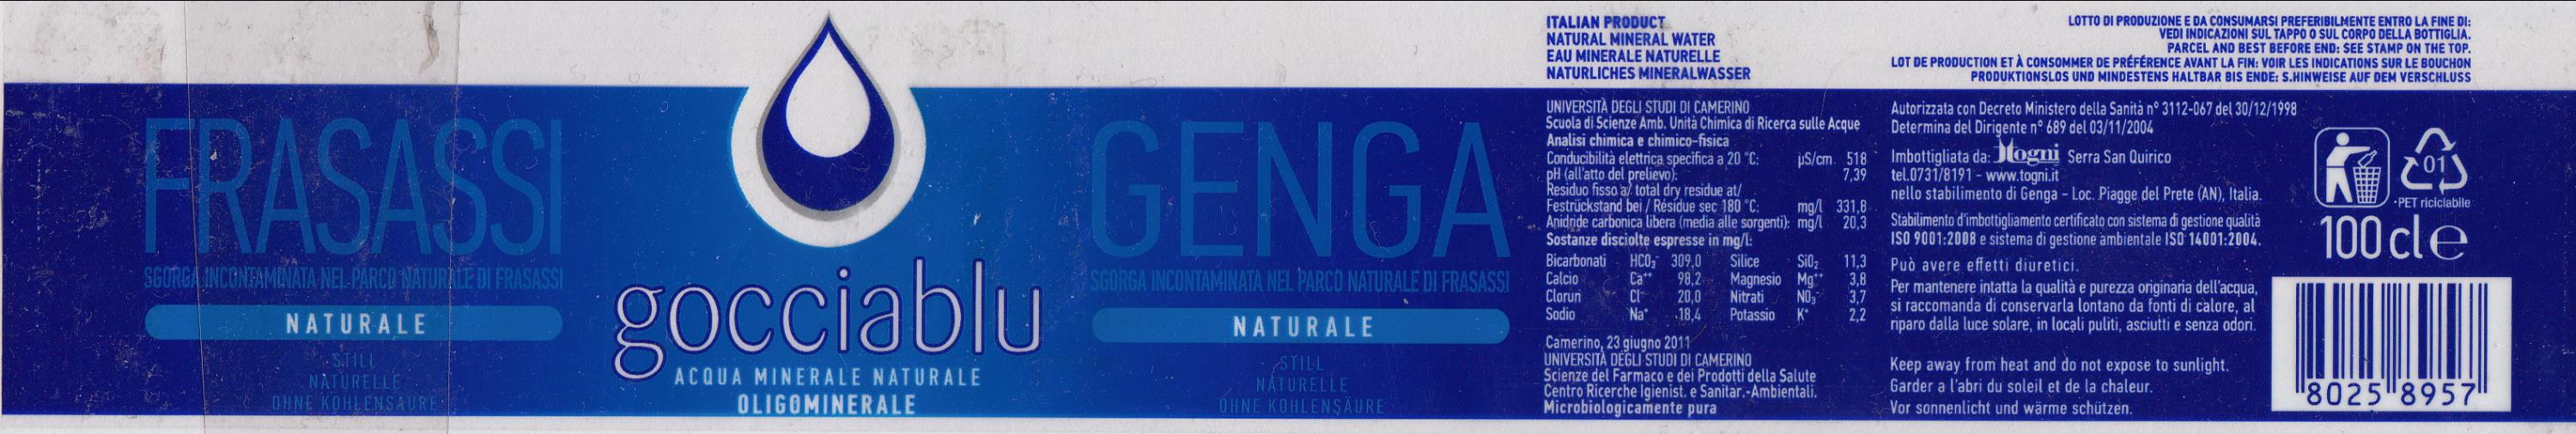 FRASASSI
SGORGA INCONTAMINATA NEL PARCO NATURALE DI FRASASSI
NATURALE
STILL
NATURELLE
OHNE KOHLENSÄURE
gocciablu
ACQUA MINERALE NATURALE
OLIGOMINERALE
GENGA
SGORGA INCONTAMINATA NEL PARCO NATURALE DI FRASASSI
NATURALE
STILL
NATURELLE
OHNE KOHLENSÄURE
ITALIAN PRODUCT
NATURAL MINERAL WATER
EAU MINERALE NATURELLE
NATURLICHES MINERALWASSER
UNIVERSITÀ DEGLI STUDI DI CAMERINO
Scuola di Scienze Amb. Unità Chimica di Ricerca sulle Acque
Analisi chimica e chimico-fisica
Conducibilità elettrica specifica a 20 °C: µS/cm. 518
pH (all'atto del prelievo): 7,39
Residuo fisso a/ total dry residue at/
Festrückstand bei / Résidue sec 180 °C: mg/l 331,8
Anidride carbonica libera (media alle sorgenti): mg/l 20,3
Sostanze disciolte espresse in mg/l:
Bicarbonati HCO₃⁻ 309,0 Silice SiO₂ 11,3
Calcio Ca⁺⁺ 98,2 Magnesio Mg⁺⁺ 3,8
Cloruri Cl⁻ 20,0 Nitrati NO₃⁻ 3,7
Sodio Na⁺ 18,4 Potassio K⁺ 2,2
Camerino, 23 giugno 2011
UNIVERSITÀ DEGLI STUDI DI CAMERINO
Scienze del Farmaco e dei Prodotti della Salute
Centro Ricerche Igienist. e Sanitar.-Ambientali.
Microbiologicamente pura
LOTTO DI PRODUZIONE E DA CONSUMARSI PREFERIBILMENTE ENTRO LA FINE DI:
VEDI INDICAZIONI SUL TAPPO O SUL CORPO DELLA BOTTIGLIA.
PARCEL AND BEST BEFORE END: SEE STAMP ON THE TOP.
LOT DE PRODUCTION ET À CONSOMMER DE PRÉFÉRENCE AVANT LA FIN: VOIR LES INDICATIONS SUR LE BOUCHON
PRODUKTIONSLOS UND MINDESTENS HALTBAR BIS ENDE: S.HINWEISE AUF DEM VERSCHLUSS
Autorizzata con Decreto Ministero della Sanità n° 3112-067 del 30/12/1998
Determina del Dirigente n° 689 del 03/11/2004
Imbottigliata da: Togni Serra San Quirico
tel.0731/8191 - www.togni.it
nello stabilimento di Genga - Loc. Piagge del Prete (AN), Italia.
Stabilimento d'imbottigliamento certificato con sistema di gestione qualità
ISO 9001:2008 e sistema di gestione ambientale ISO 14001:2004.
Può avere effetti diuretici.
Per mantenere intatta la qualità e purezza originaria dell'acqua,
si raccomanda di conservarla lontano da fonti di calore, al
riparo dalla luce solare, in locali puliti, asciutti e senza odori.
Keep away from heat and do not expose to sunlight.
Garder a l'abri du soleil et de la chaleur.
Vor sonnenlicht und wärme schützen.
01
•PET riciclabile
100 cl e
8025 8957